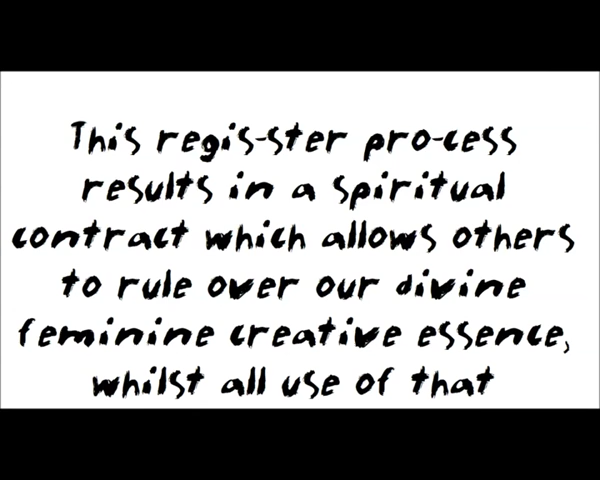 This regis-ster pro-cess
results in a spiritual
contract which allows others
to rule over our divine
feminine creative essence,
whilst all use of that